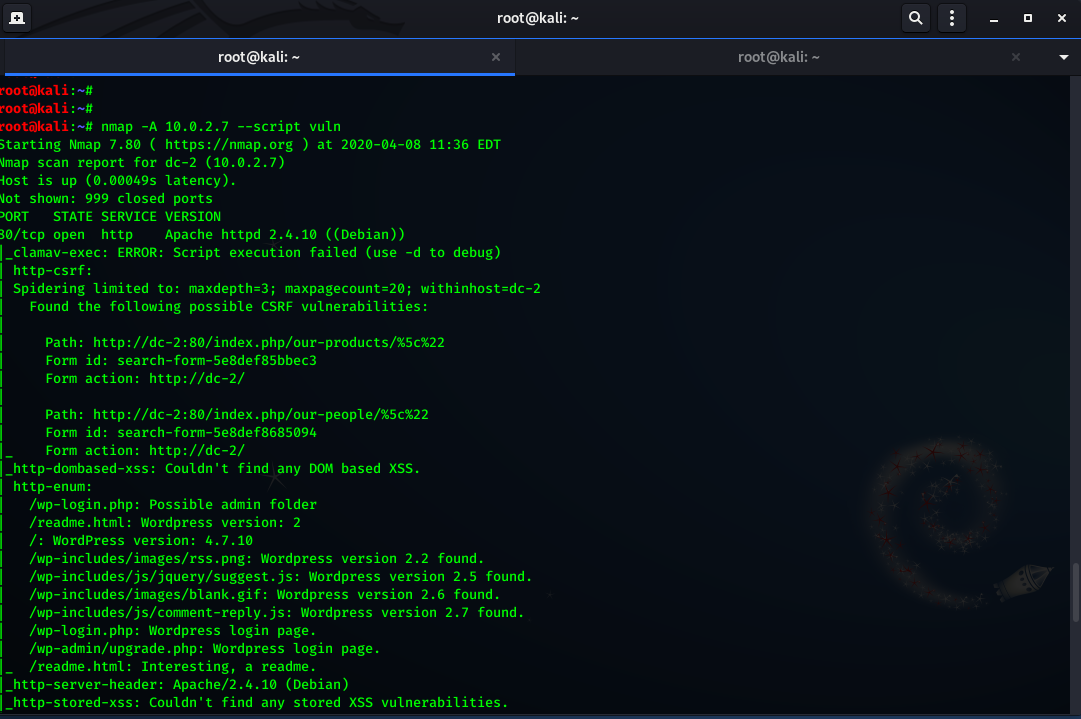 root@kali: ~
root@kali: ~
root@kali: ~
root@kali:~#
root@kali:~#
root@kali:~# nmap -A 10.0.2.7 --script vuln
Starting Nmap 7.80 ( https://nmap.org ) at 2020-04-08 11:36 EDT
Nmap scan report for dc-2 (10.0.2.7)
Host is up (0.00049s latency).
Not shown: 999 closed ports
PORT   STATE SERVICE VERSION
80/tcp open  http    Apache httpd 2.4.10 ((Debian))
|_clamav-exec: ERROR: Script execution failed (use -d to debug)
| http-csrf:
| Spidering limited to: maxdepth=3; maxpagecount=20; withinhost=dc-2
|   Found the following possible CSRF vulnerabilities:
|
|     Path: http://dc-2:80/index.php/our-products/%5c%22
|     Form id: search-form-5e8def85bbec3
|     Form action: http://dc-2/
|
|     Path: http://dc-2:80/index.php/our-people/%5c%22
|     Form id: search-form-5e8def8685094
|_    Form action: http://dc-2/
|_http-dombased-xss: Couldn't find any DOM based XSS.
| http-enum:
|   /wp-login.php: Possible admin folder
|   /readme.html: Wordpress version: 2
|   /: WordPress version: 4.7.10
|   /wp-includes/images/rss.png: Wordpress version 2.2 found.
|   /wp-includes/js/jquery/suggest.js: Wordpress version 2.5 found.
|   /wp-includes/images/blank.gif: Wordpress version 2.6 found.
|   /wp-includes/js/comment-reply.js: Wordpress version 2.7 found.
|   /wp-login.php: Wordpress login page.
|   /wp-admin/upgrade.php: Wordpress login page.
|_  /readme.html: Interesting, a readme.
|_http-server-header: Apache/2.4.10 (Debian)
|_http-stored-xss: Couldn't find any stored XSS vulnerabilities.